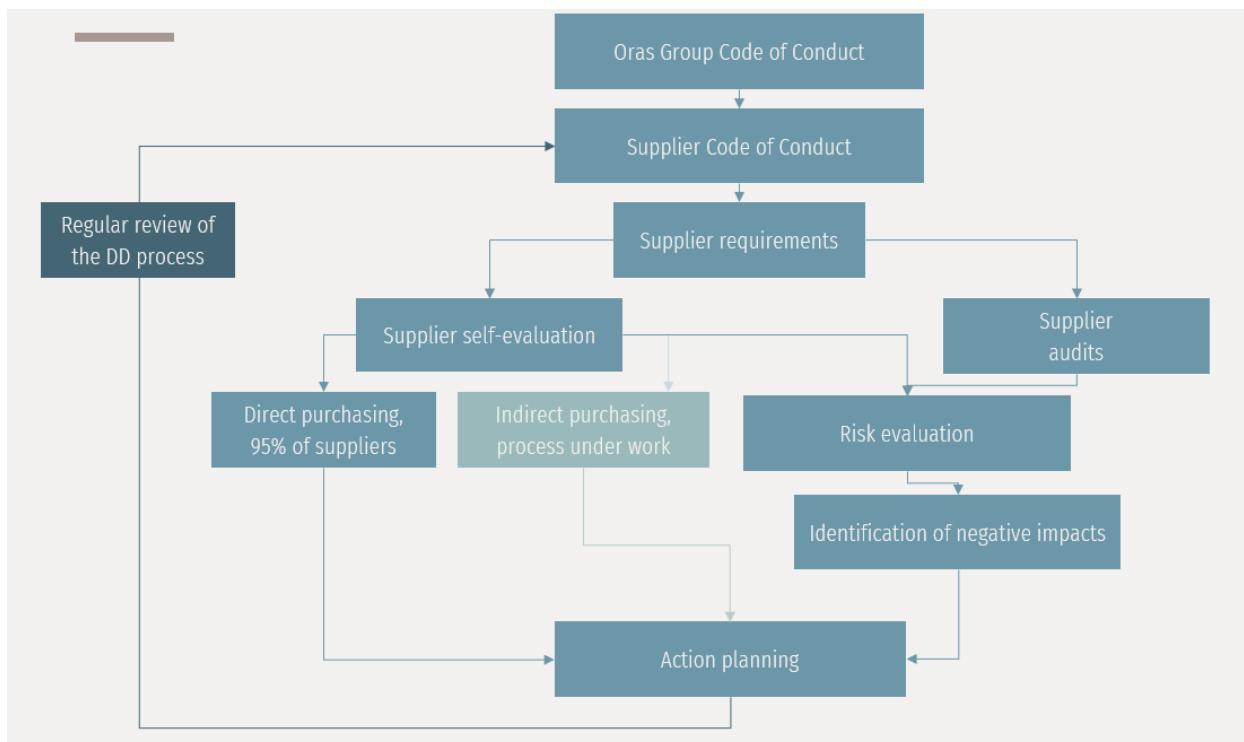 Oras Group Code of Conduct
Supplier Code of Conduct
Regular review of
the DD process
Supplier requirements
Supplier self-evaluation
Supplier
audits
Direct purchasing,
95% of suppliers
Indirect purchasing,
process under work
Risk evaluation
Identification of negative impacts
Action planning